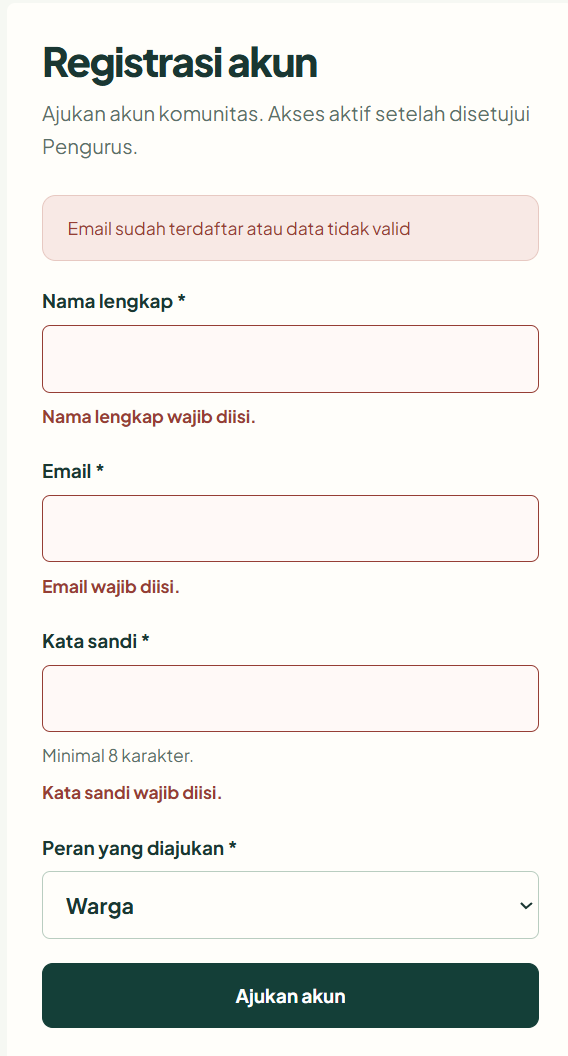 Registrasi akun
Ajukan akun komunitas. Akses aktif setelah disetujui
Pengurus.
Email sudah terdaftar atau data tidak valid
Nama lengkap *
Nama lengkap wajib diisi.
Email *
Email wajib diisi.
Kata sandi *
Minimal 8 karakter.
Kata sandi wajib diisi.
Peran yang diajukan *
Warga
Ajukan akun